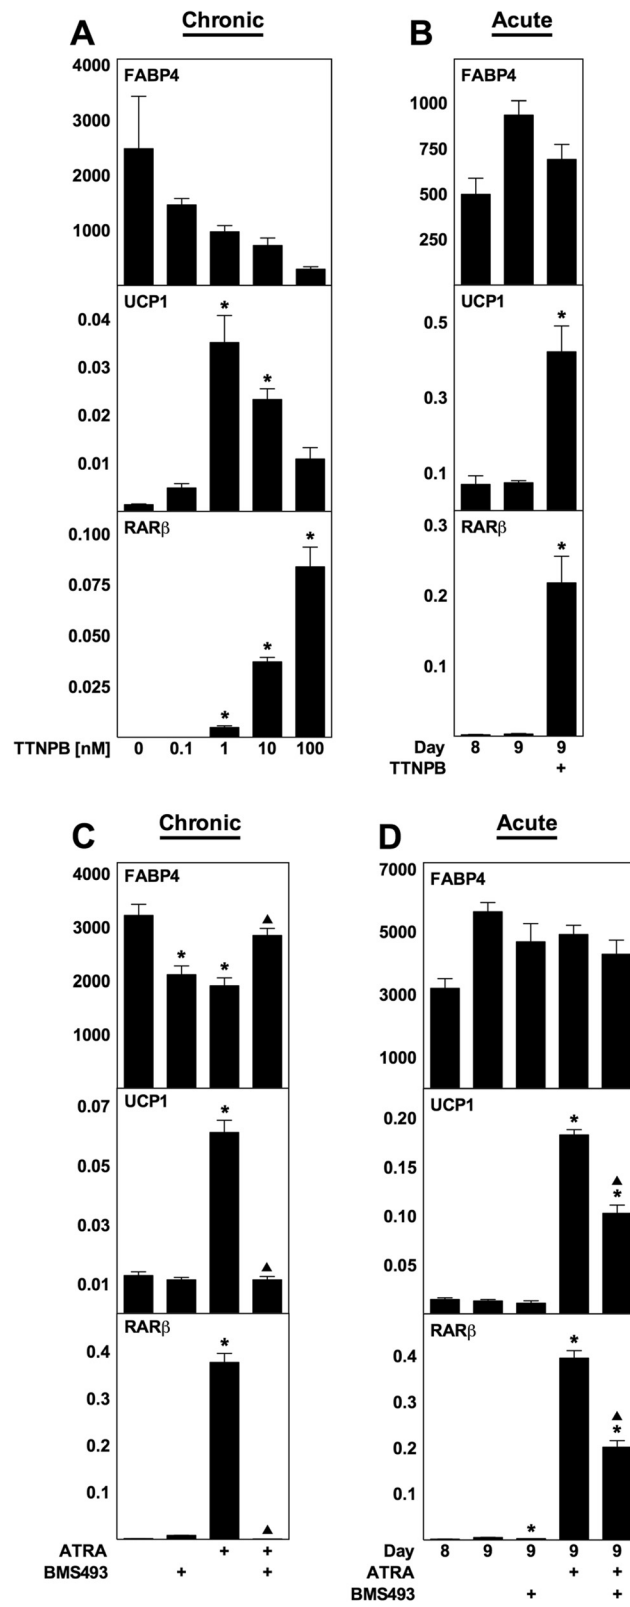 A Chronic
FABP4
4000
3000
2000
1000
UCP1
0.04
*
0.03
*
0.02
0.01
RARβ
0.100
*
0.075
0.050
*
0.025
*
TTNPB [nM] 0 0.1 1 10 100
B Acute
FABP4
1000
750
500
250
UCP1
0.5
*
0.3
0.1
RARβ
0.3
*
0.2
0.1
Day 8 9 9
TTNPB +
C Chronic
4000
FABP4
3000
▲
* *
2000
1000
UCP1
0.07
*
0.05
0.03
▲
0.01
RARβ
*
0.4
0.3
0.2
0.1
▲
ATRA + +
BMS493 + +
D Acute
7000
FABP4
5000
3000
1000
UCP1
0.20
*
0.15
▲
*
0.10
0.05
RARβ
*
0.4
0.3
▲
*
0.2
0.1
*
Day 8 9 9 9 9
ATRA + +
BMS493 + +